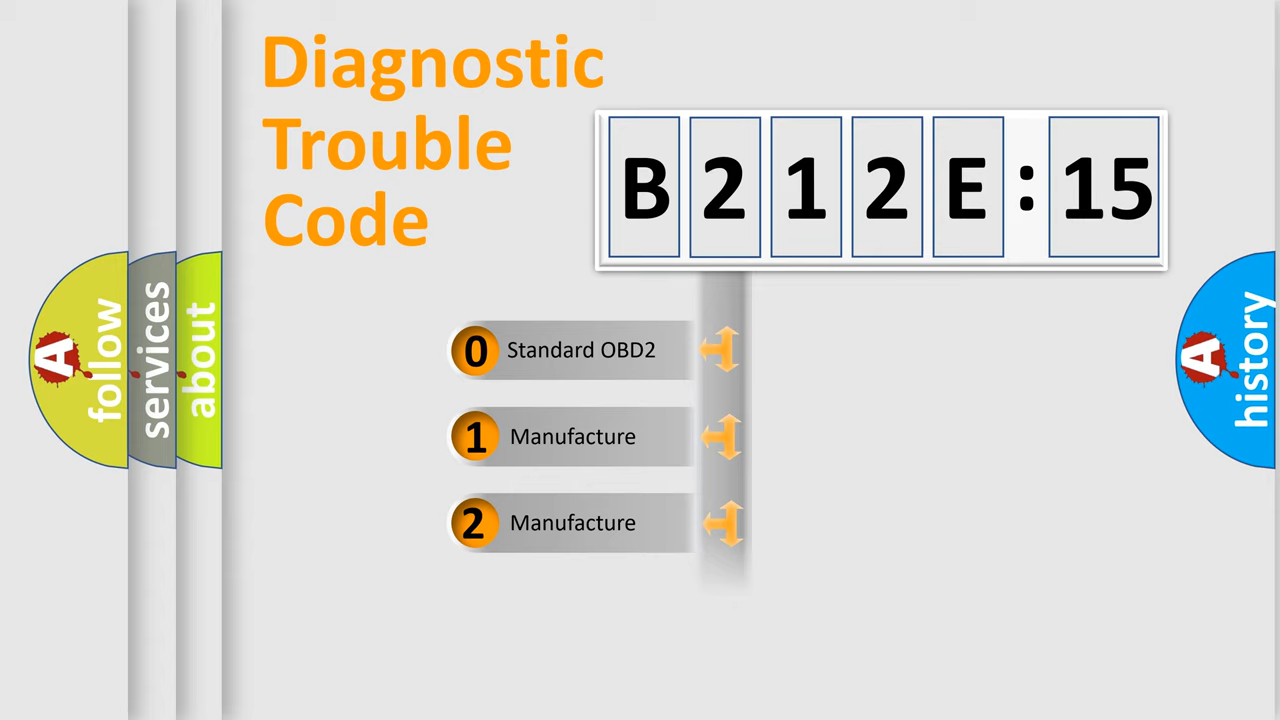 Diagnostic
Trouble
Code
B 2 1 2 E : 15
0 Standard OBD2
1 Manufacture
2 Manufacture
A follow
services
about
A history